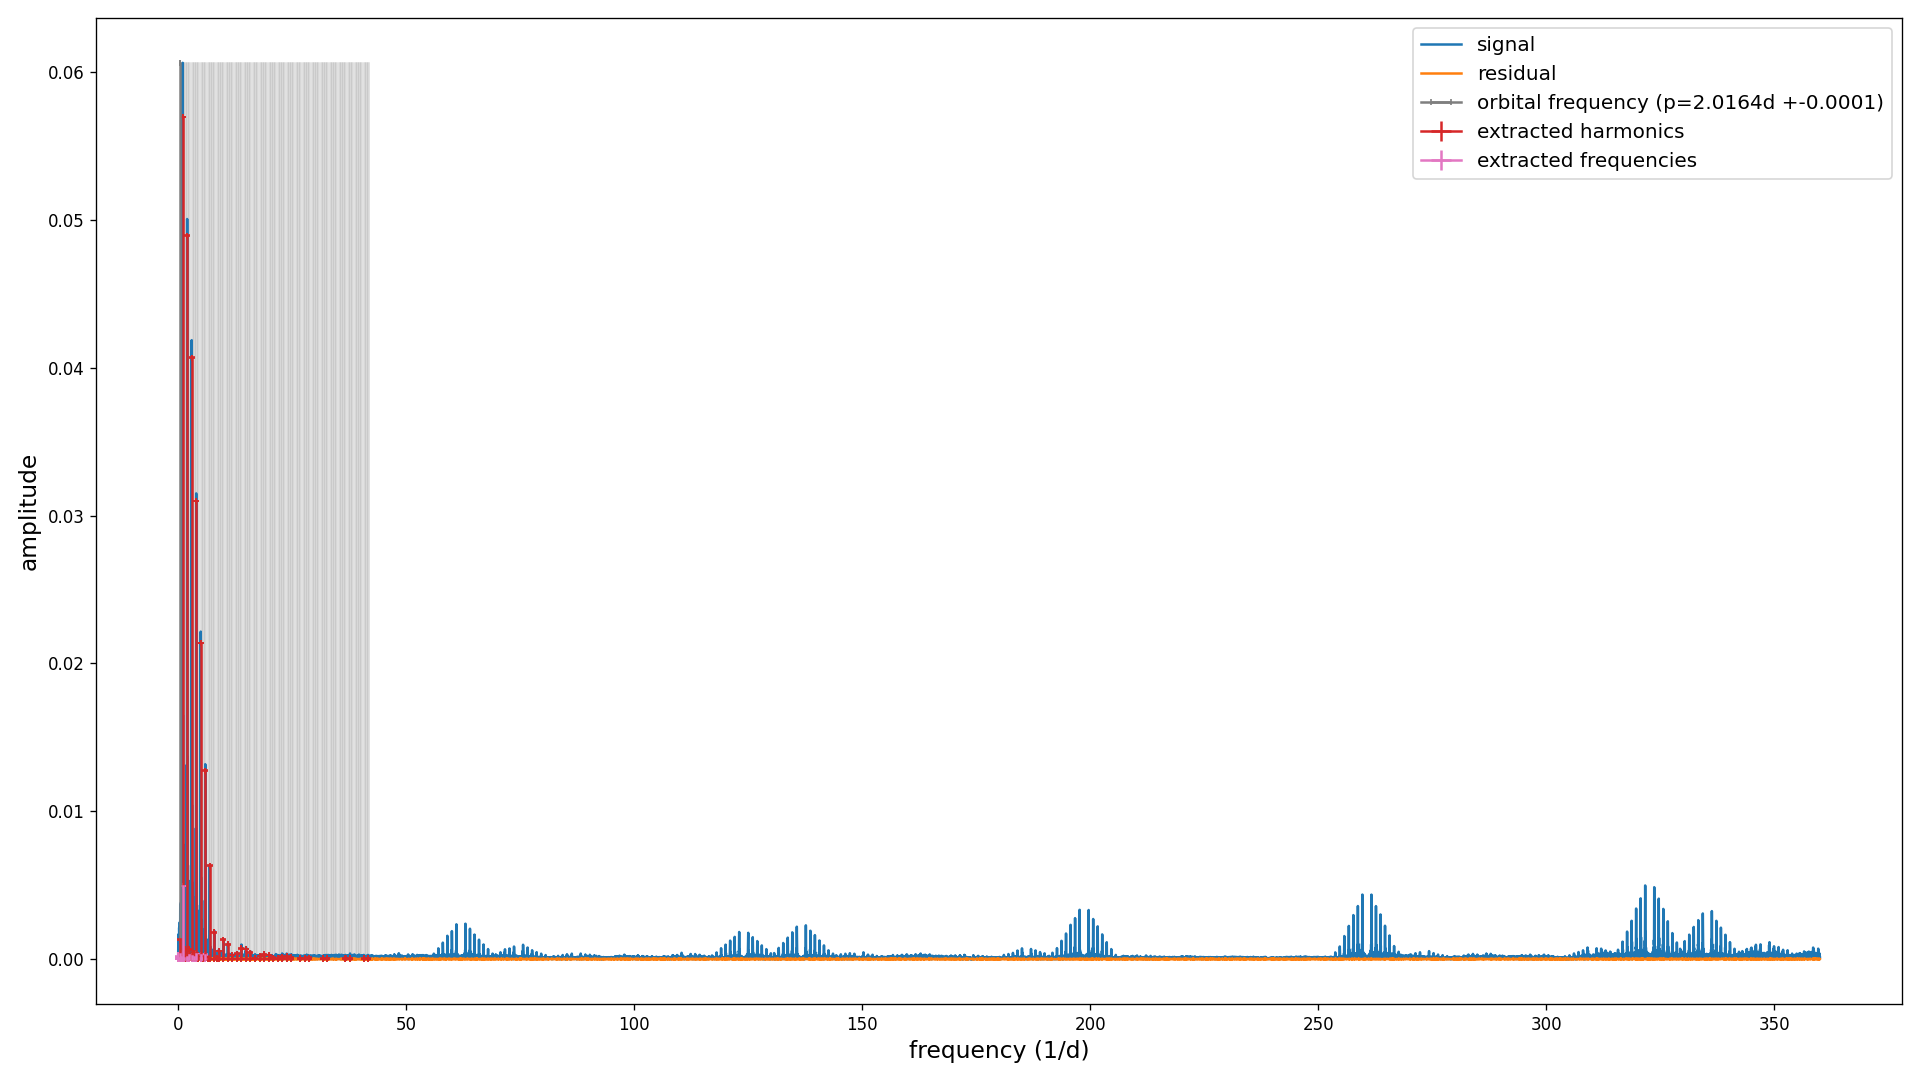 signal
residual
orbital frequency (p=2.0164d +-0.0001)
extracted harmonics
extracted frequencies
0.06
0.05
0.04
0.03
0.02
0.01
0.00
amplitude
0 50 100 150 200 250 300 350
frequency (1/d)